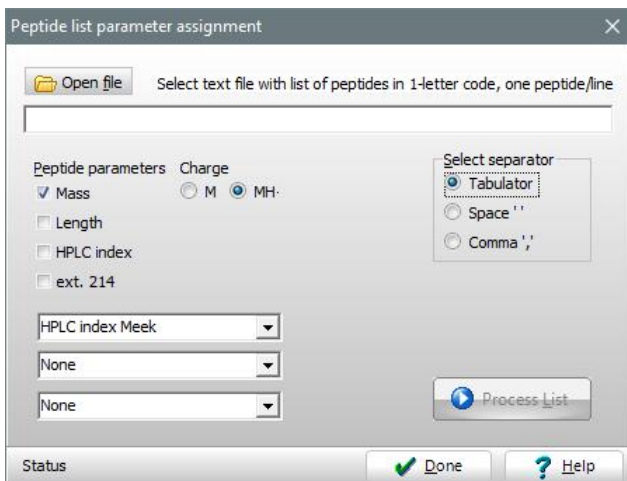 Peptide list parameter assignment
Open file
Select text file with list of peptides in 1-letter code, one peptide/line
Peptide parameters
Charge
Mass
M
MH·
Length
HPLC index
ext. 214
Select separator
Tabulator
Space ' '
Comma ','
HPLC index Meek
None
None
Process List
Status
Done
Help